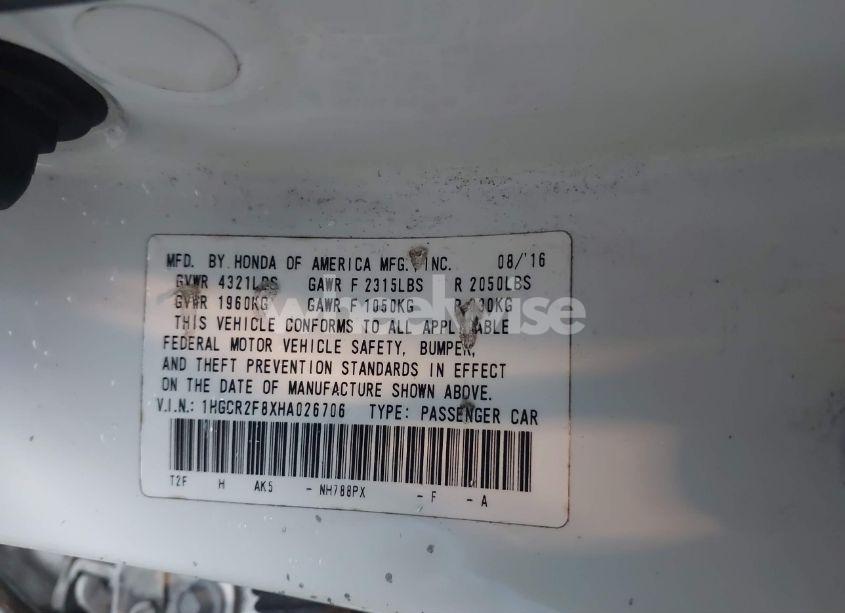 MFD. BY HONDA OF AMERICA MFG., INC. 08/'16
GVWR 4321LBS GAWR F 2315LBS R 2050LBS
GVWR 1960KG GAWR F 1050KG R 930KG
THIS VEHICLE CONFORMS TO ALL APPLICABLE
FEDERAL MOTOR VEHICLE SAFETY, BUMPER,
AND THEFT PREVENTION STANDARDS IN EFFECT
ON THE DATE OF MANUFACTURE SHOWN ABOVE.
V.I.N.: 1HGCR2F8XHA026706 TYPE: PASSENGER CAR
T2F H AK5 - NH788PX - F - A